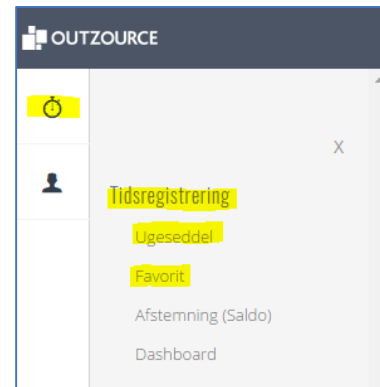 OUTZOURCE
X
Tidsregistrering
Ugeseddel
Favorit
Afstemning (Saldo)
Dashboard